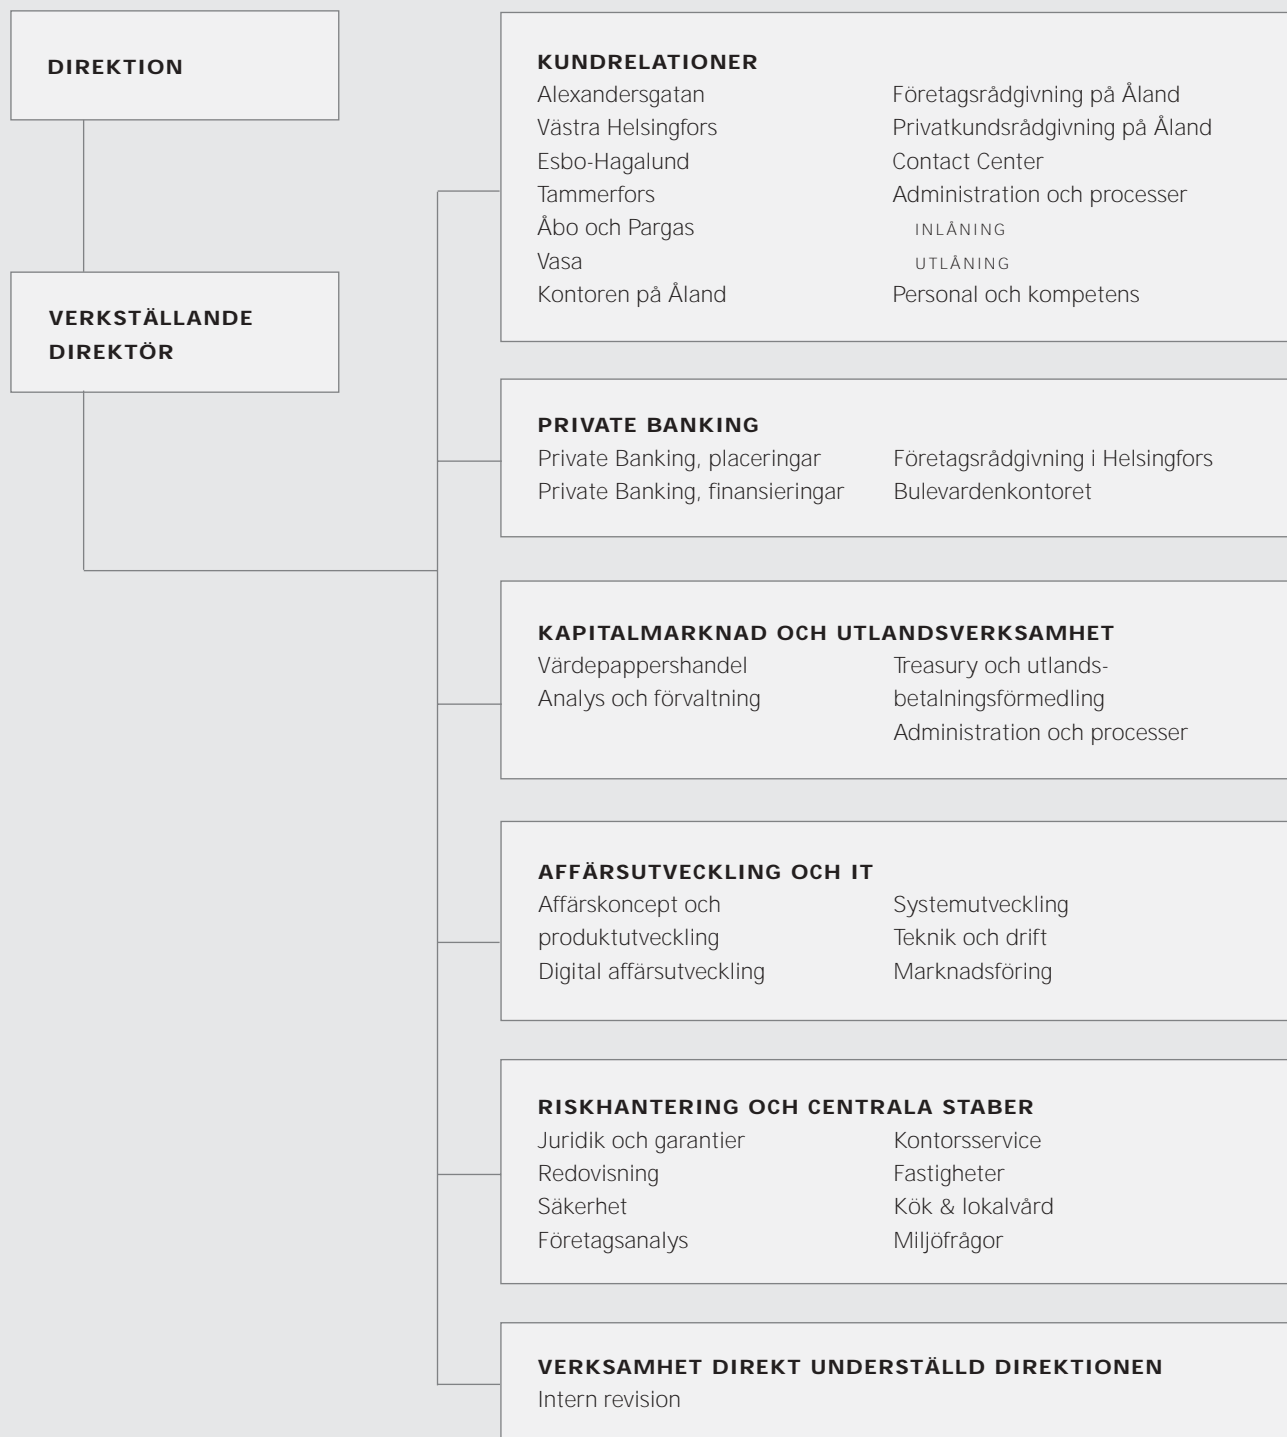 DIREKTION
VERKSTÄLLANDE
DIREKTÖR
KUNDRELATIONER
Alexandersgatan
Västra Helsingfors
Esbo-Hagalund
Tammerfors
Åbo och Pargas
Vasa
Kontoren på Åland
Företagsrådgivning på Åland
Privatkundsrådgivning på Åland
Contact Center
Administration och processer
INLÅNING
UTLÅNING
Personal och kompetens
PRIVATE BANKING
Private Banking, placeringar
Private Banking, finansieringar
Företagsrådgivning i Helsingfors
Bulevardenkontoret
KAPITALMARKNAD OCH UTLANDSVERKSAMHET
Värdepappershandel
Analys och förvaltning
Treasury och utlands-
betalningsförmedling
Administration och processer
AFFÄRSUTVECKLING OCH IT
Affärskoncept och
produktutveckling
Digital affärsutveckling
Systemutveckling
Teknik och drift
Marknadsföring
RISKHANTERING OCH CENTRALA STABER
Juridik och garantier
Redovisning
Säkerhet
Företagsanalys
Kontorsservice
Fastigheter
Kök & lokalvård
Miljöfrågor
VERKSAMHET DIREKT UNDERSTÄLLD DIREKTIONEN
Intern revision